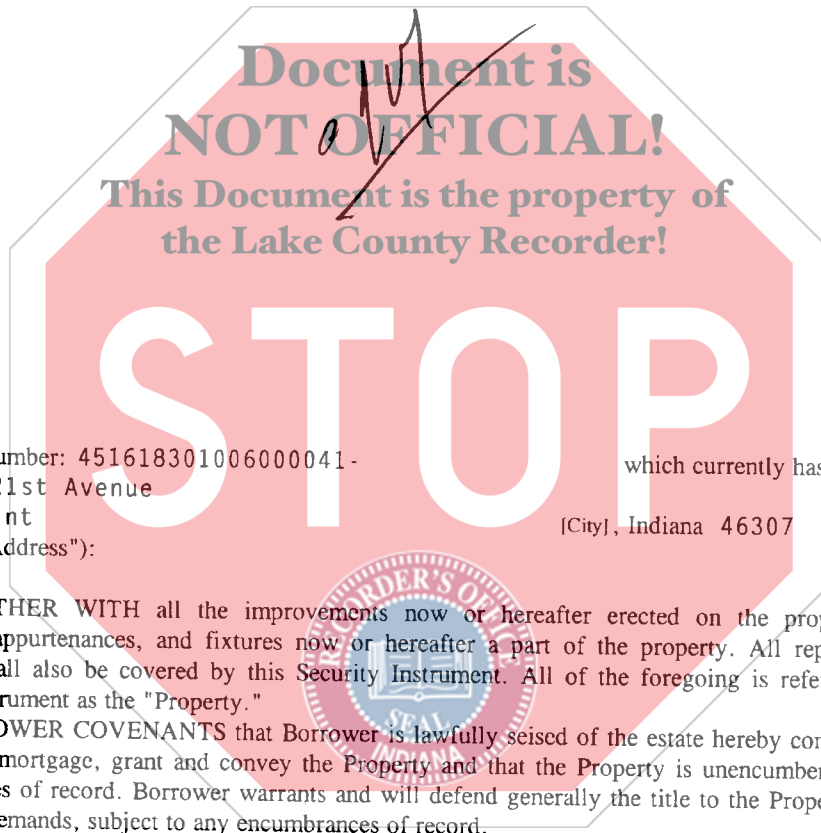 Document is
NOT OFFICIAL!
This Document is the property of
the Lake County Recorder!
STOP
umber: 451618301006000041- which currently has
21st Avenue
nt [City], Indiana 46307
Address"):
RECORDER'S OFFICE
THER WITH all the improvements now or hereafter erected on the prop
appurtenances, and fixtures now or hereafter a part of the property. All rep
all also be covered by this Security Instrument. All of the foregoing is refe
rument as the "Property."
SEAL
INDIANA
OWER COVENANTS that Borrower is lawfully seised of the estate hereby con
mortgage, grant and convey the Property and that the Property is unencumber
es of record. Borrower warrants and will defend generally the title to the Prope
emands, subject to any encumbrances of record.